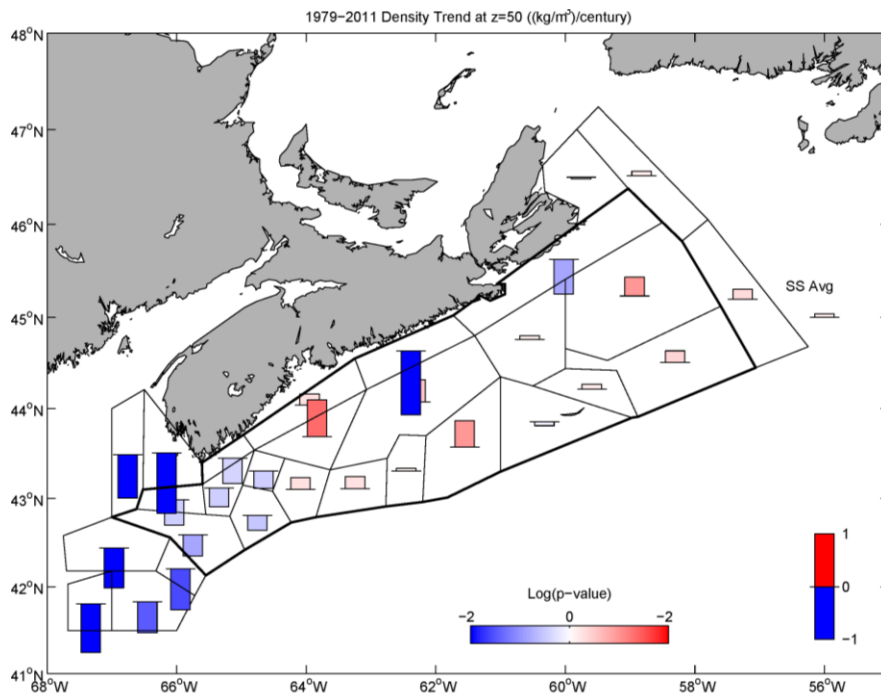 1979−2011 Density Trend at z=50 ((kg/m³)/century)
48°N
47°N
46°N
45°N
44°N
43°N
42°N
41°N
SS Avg
Log(p−value)
−2 0 −2
1
0
−1
68°W 66°W 64°W 62°W 60°W 58°W 56°W